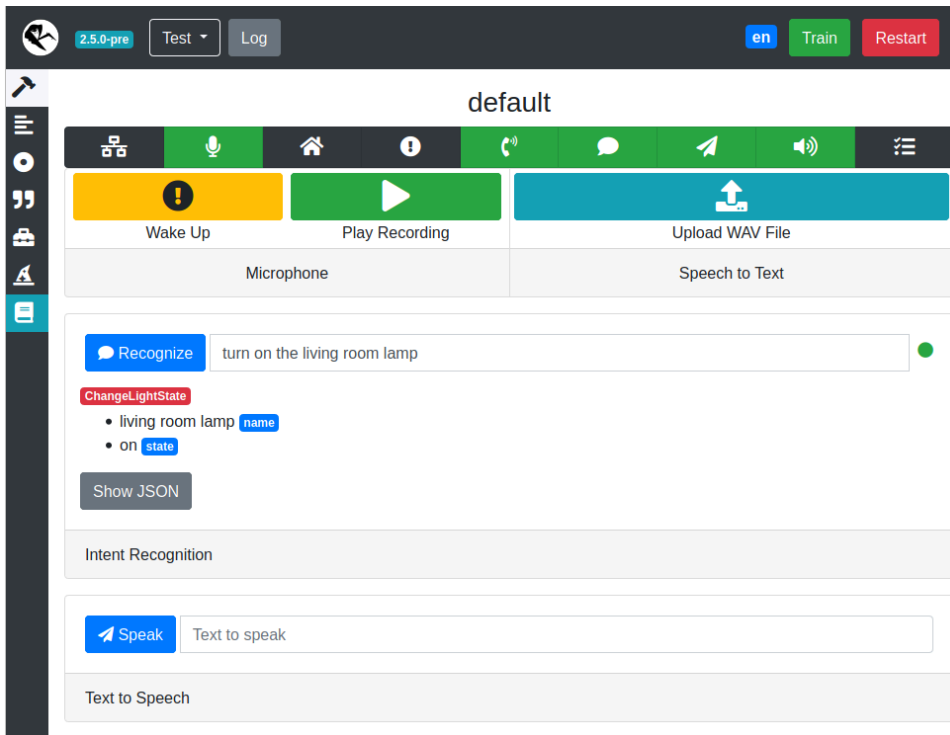 2.5.0-pre Test Log en Train Restart
default
Wake Up Play Recording Upload WAV File
Microphone Speech to Text
Recognize turn on the living room lamp
ChangeLightState
living room lamp name
on state
Show JSON
Intent Recognition
Speak Text to speak
Text to Speech